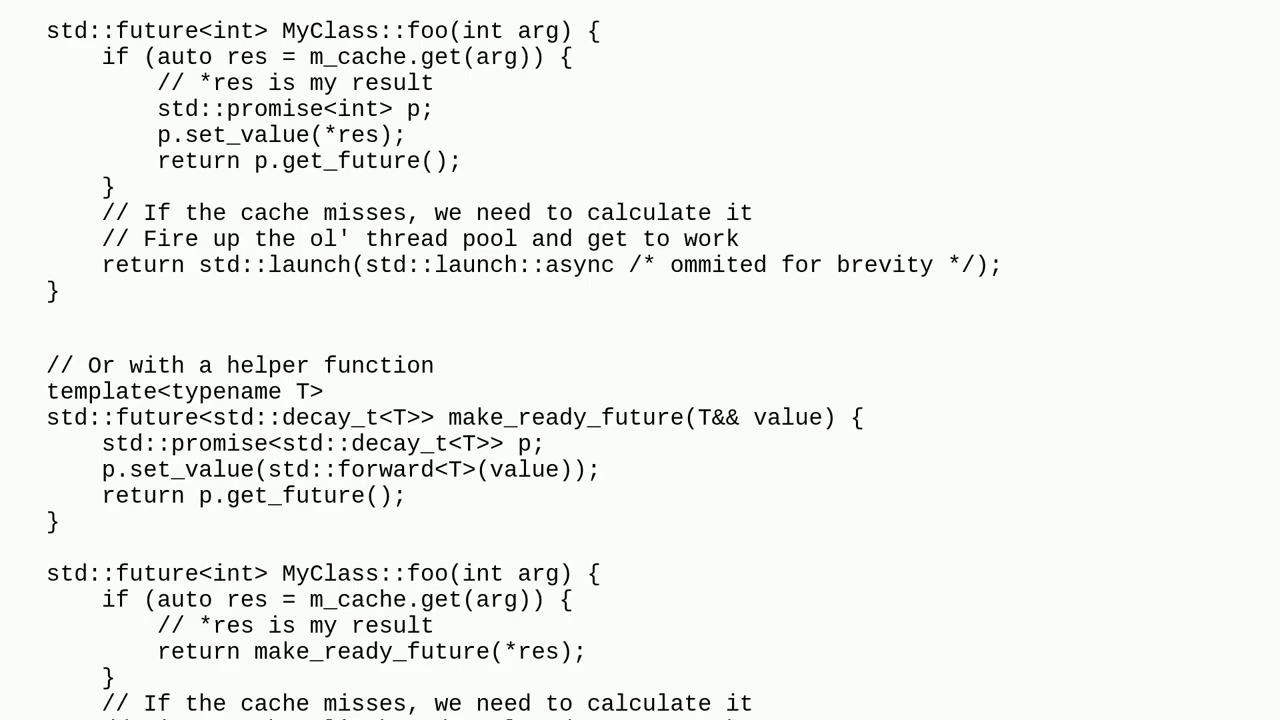 std::future<int> MyClass::foo(int arg) {
    if (auto res = m_cache.get(arg)) {
        // *res is my result
        std::promise<int> p;
        p.set_value(*res);
        return p.get_future();
    }
    // If the cache misses, we need to calculate it
    // Fire up the ol' thread pool and get to work
    return std::launch(std::launch::async /* ommited for brevity */);
}
// Or with a helper function
template<typename T>
std::future<std::decay_t<T>> make_ready_future(T&& value) {
    std::promise<std::decay_t<T>> p;
    p.set_value(std::forward<T>(value));
    return p.get_future();
}
std::future<int> MyClass::foo(int arg) {
    if (auto res = m_cache.get(arg)) {
        // *res is my result
        return make_ready_future(*res);
    }
    // If the cache misses, we need to calculate it